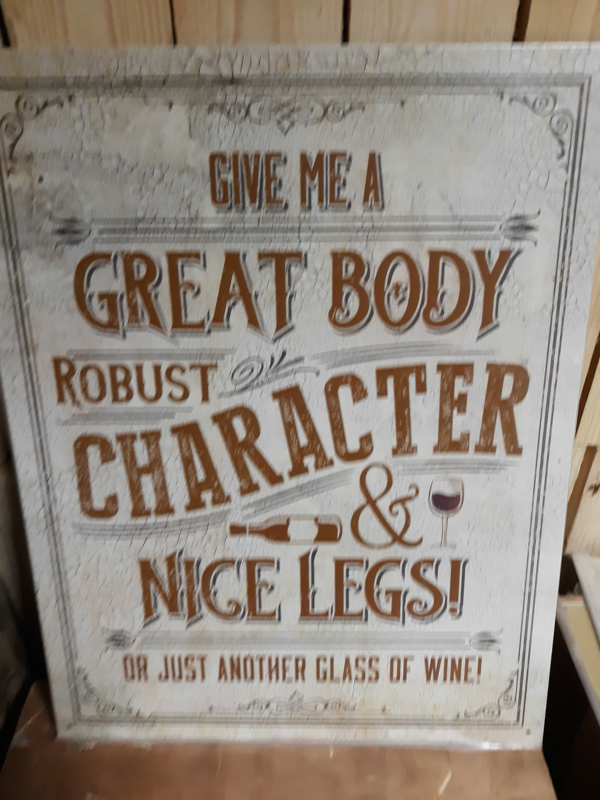 GIVE ME A
GREAT BODY
ROBUST
CHARACTER
&
NICE LEGS!
OR JUST ANOTHER GLASS OF WINE!